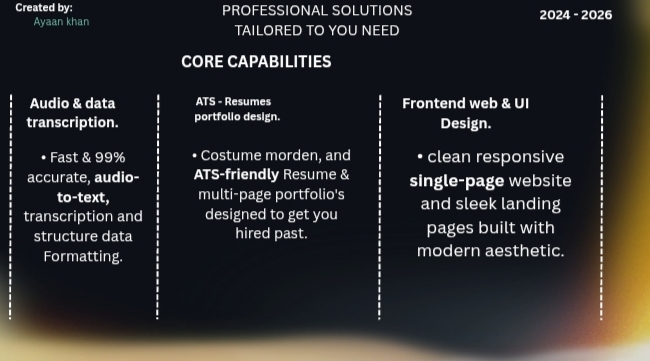 Created by:
Ayaan khan
PROFESSIONAL SOLUTIONS
TAILORED TO YOU NEED
2024 - 2026
CORE CAPABILITIES
Audio & data
transcription.
• Fast & 99%
accurate, audio-
to-text,
transcription and
structure data
Formatting.
ATS - Resumes
portfolio design.
• Costume morden, and
ATS-friendly Resume &
multi-page portfolio's
designed to get you
hired past.
Frontend web & UI
Design.
• clean responsive
single-page website
and sleek landing
pages built with
modern aesthetic.